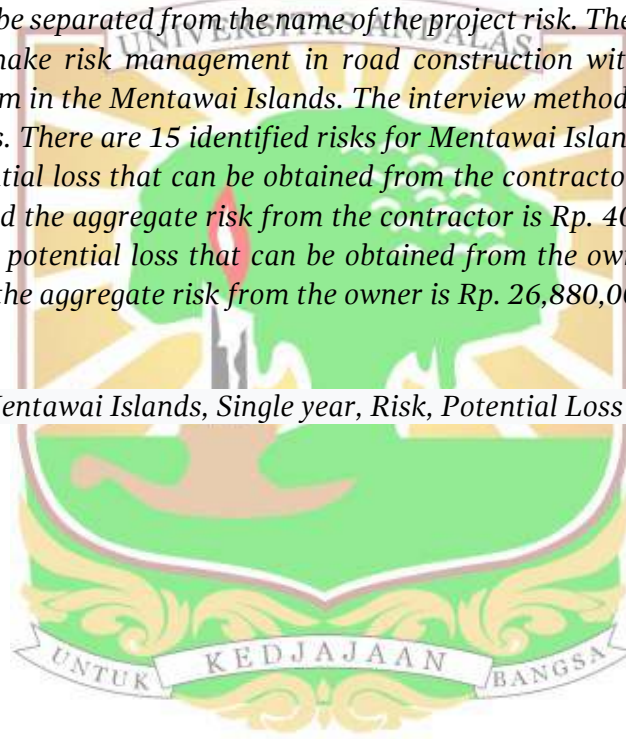 be separated from the name of the project risk. The
UNIVERSITAS ANDALAS
make risk management in road construction wit
m in the Mentawai Islands. The interview method
s. There are 15 identified risks for Mentawai Islan
tial loss that can be obtained from the contracto
d the aggregate risk from the contractor is Rp. 40
potential loss that can be obtained from the ow
the aggregate risk from the owner is Rp. 26,880,0
Mentawai Islands, Single year, Risk, Potential Loss
UNTUK KEDJAJAAN BANGSA